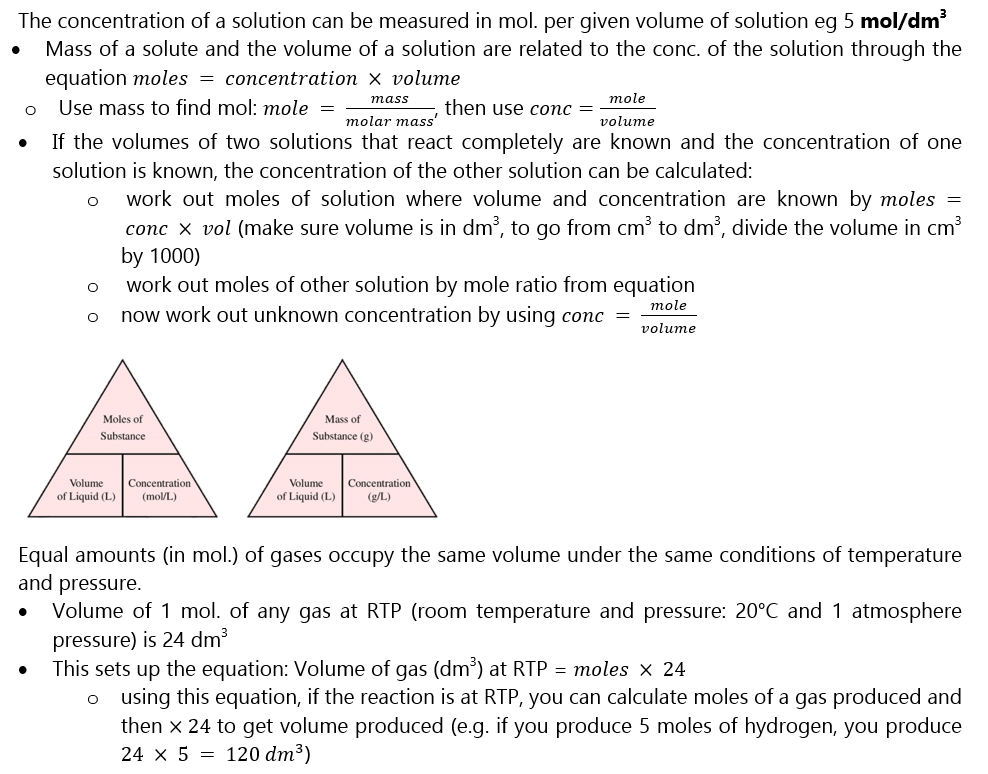 The concentration of a solution can be measured in mol. per given volume of solution eg 5 mol/dm³
• Mass of a solute and the volume of a solution are related to the conc. of the solution through the
equation moles = concentration × volume
o Use mass to find mol: mole = mass/molar mass, then use conc = mole/volume
• If the volumes of two solutions that react completely are known and the concentration of one
solution is known, the concentration of the other solution can be calculated:
o work out moles of solution where volume and concentration are known by moles =
conc × vol (make sure volume is in dm³, to go from cm³ to dm³, divide the volume in cm³
by 1000)
o work out moles of other solution by mole ratio from equation
o now work out unknown concentration by using conc = mole/volume
Moles of
Substance
Volume
of Liquid (L)
Concentration
(mol/L)
Mass of
Substance (g)
Volume
of Liquid (L)
Concentration
(g/L)
Equal amounts (in mol.) of gases occupy the same volume under the same conditions of temperature
and pressure.
• Volume of 1 mol. of any gas at RTP (room temperature and pressure: 20°C and 1 atmosphere
pressure) is 24 dm³
• This sets up the equation: Volume of gas (dm³) at RTP = moles × 24
o using this equation, if the reaction is at RTP, you can calculate moles of a gas produced and
then × 24 to get volume produced (e.g. if you produce 5 moles of hydrogen, you produce
24 × 5 = 120 dm³)